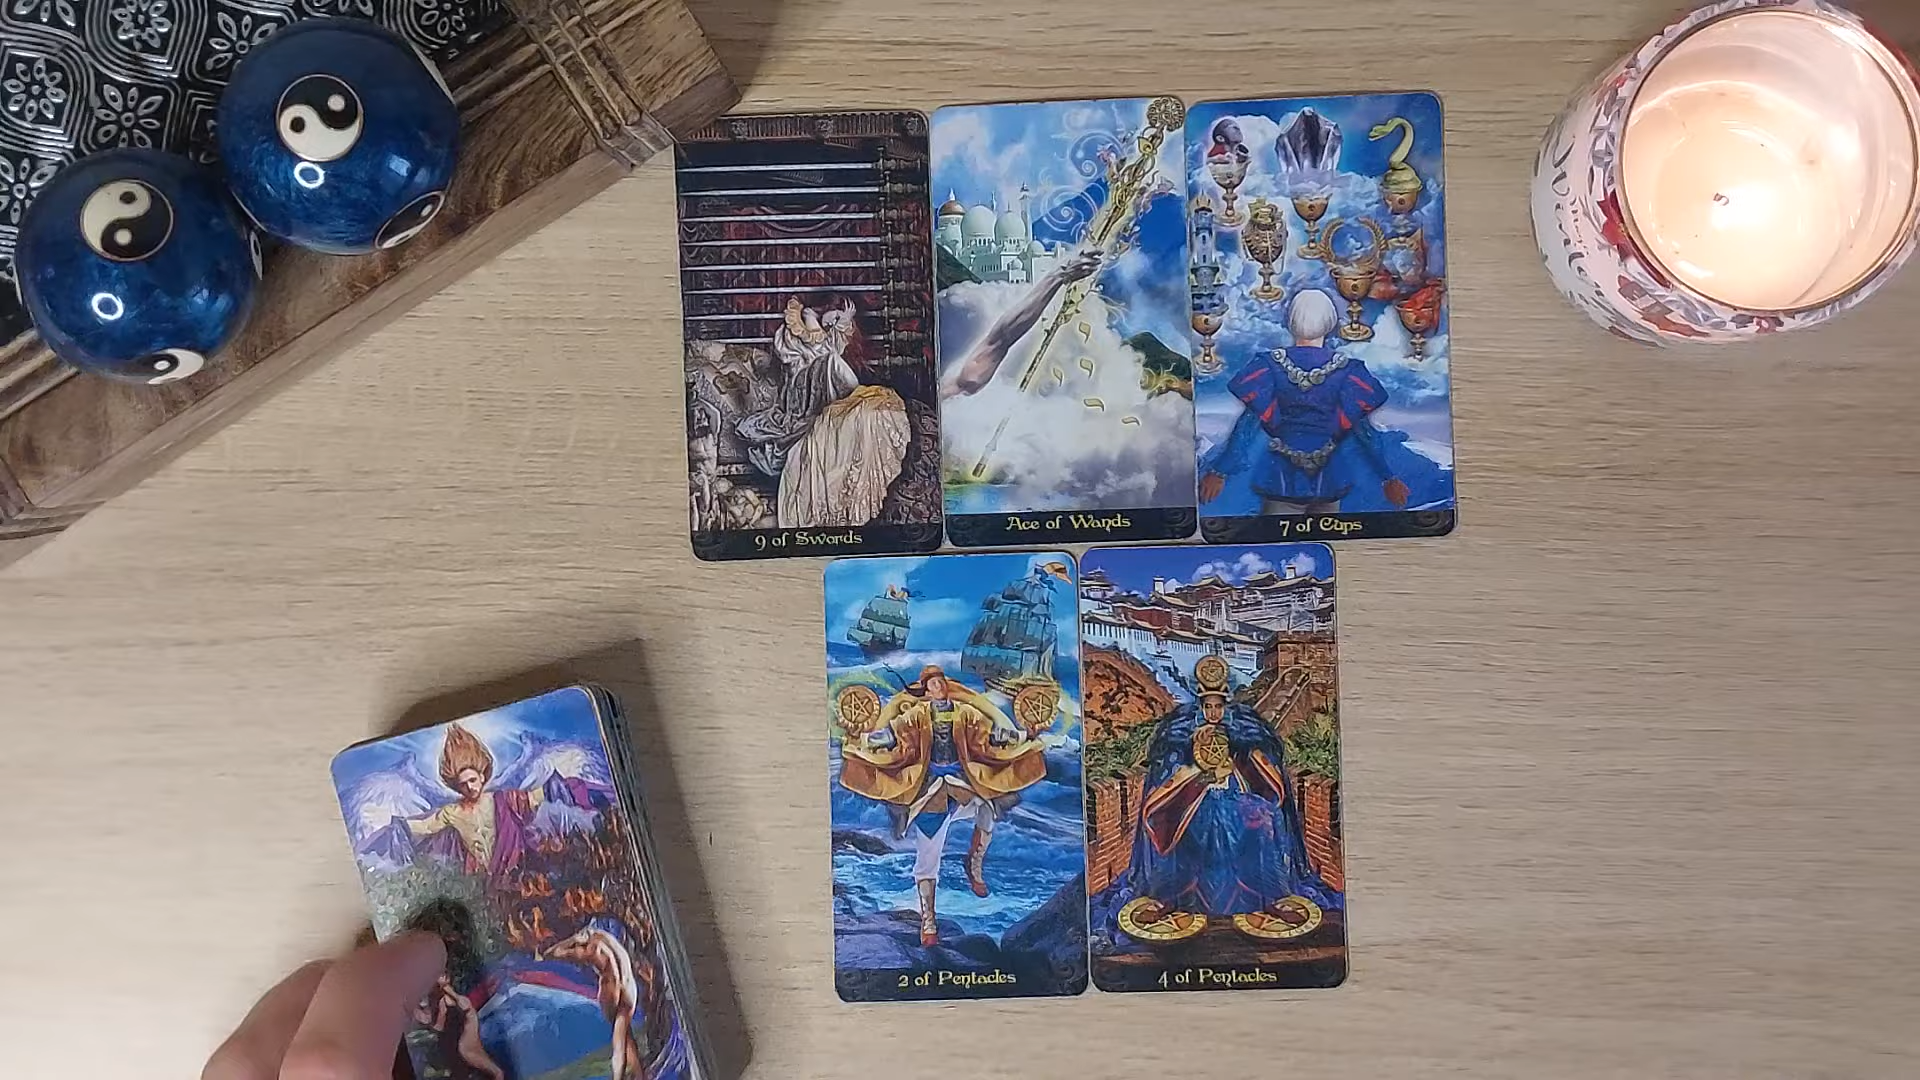 9 of Swords
Ace of Wands
7 of Cups
2 of Pentacles
4 of Pentacles